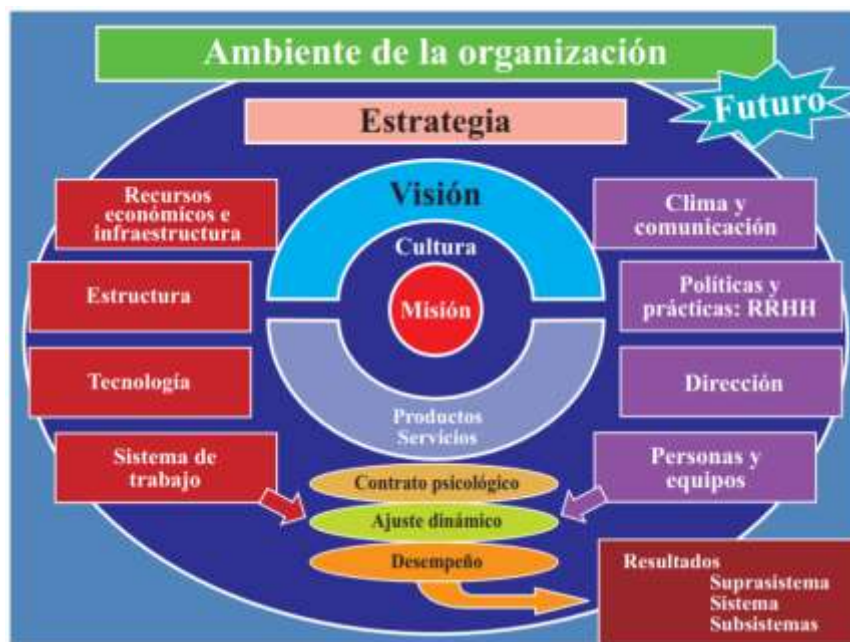 Ambiente de la organización
Futuro
Estrategia
Visión
Cultura
Misión
Productos
Servicios
Recursos
económicos e
infraestructura
Estructura
Tecnología
Sistema de
trabajo
Clima y
comunicación
Políticas y
prácticas: RRHH
Dirección
Personas y
equipos
Contrato psicológico
Ajuste dinámico
Desempeño
Resultados
Suprasistema
Sistema
Subsistemas